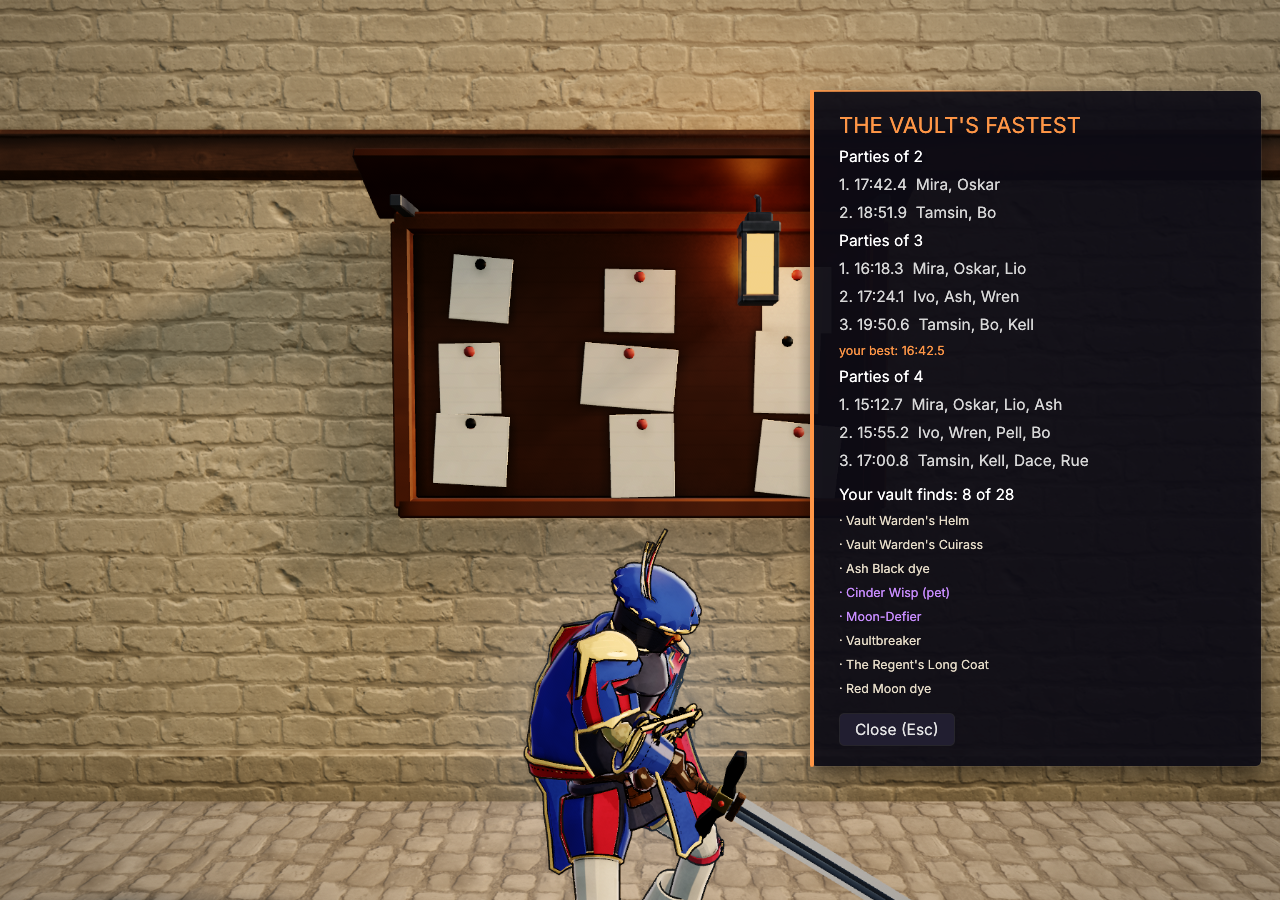 THE VAULT'S FASTEST
Parties of 2
1. 17:42.4 Mira, Oskar
2. 18:51.9 Tamsin, Bo
Parties of 3
1. 16:18.3 Mira, Oskar, Lio
2. 17:24.1 Ivo, Ash, Wren
3. 19:50.6 Tamsin, Bo, Kell
your best: 16:42.5
Parties of 4
1. 15:12.7 Mira, Oskar, Lio, Ash
2. 15:55.2 Ivo, Wren, Pell, Bo
3. 17:00.8 Tamsin, Kell, Dace, Rue
Your vault finds: 8 of 28
· Vault Warden's Helm
· Vault Warden's Cuirass
· Ash Black dye
· Cinder Wisp (pet)
· Moon-Defier
· Vaultbreaker
· The Regent's Long Coat
· Red Moon dye
Close (Esc)